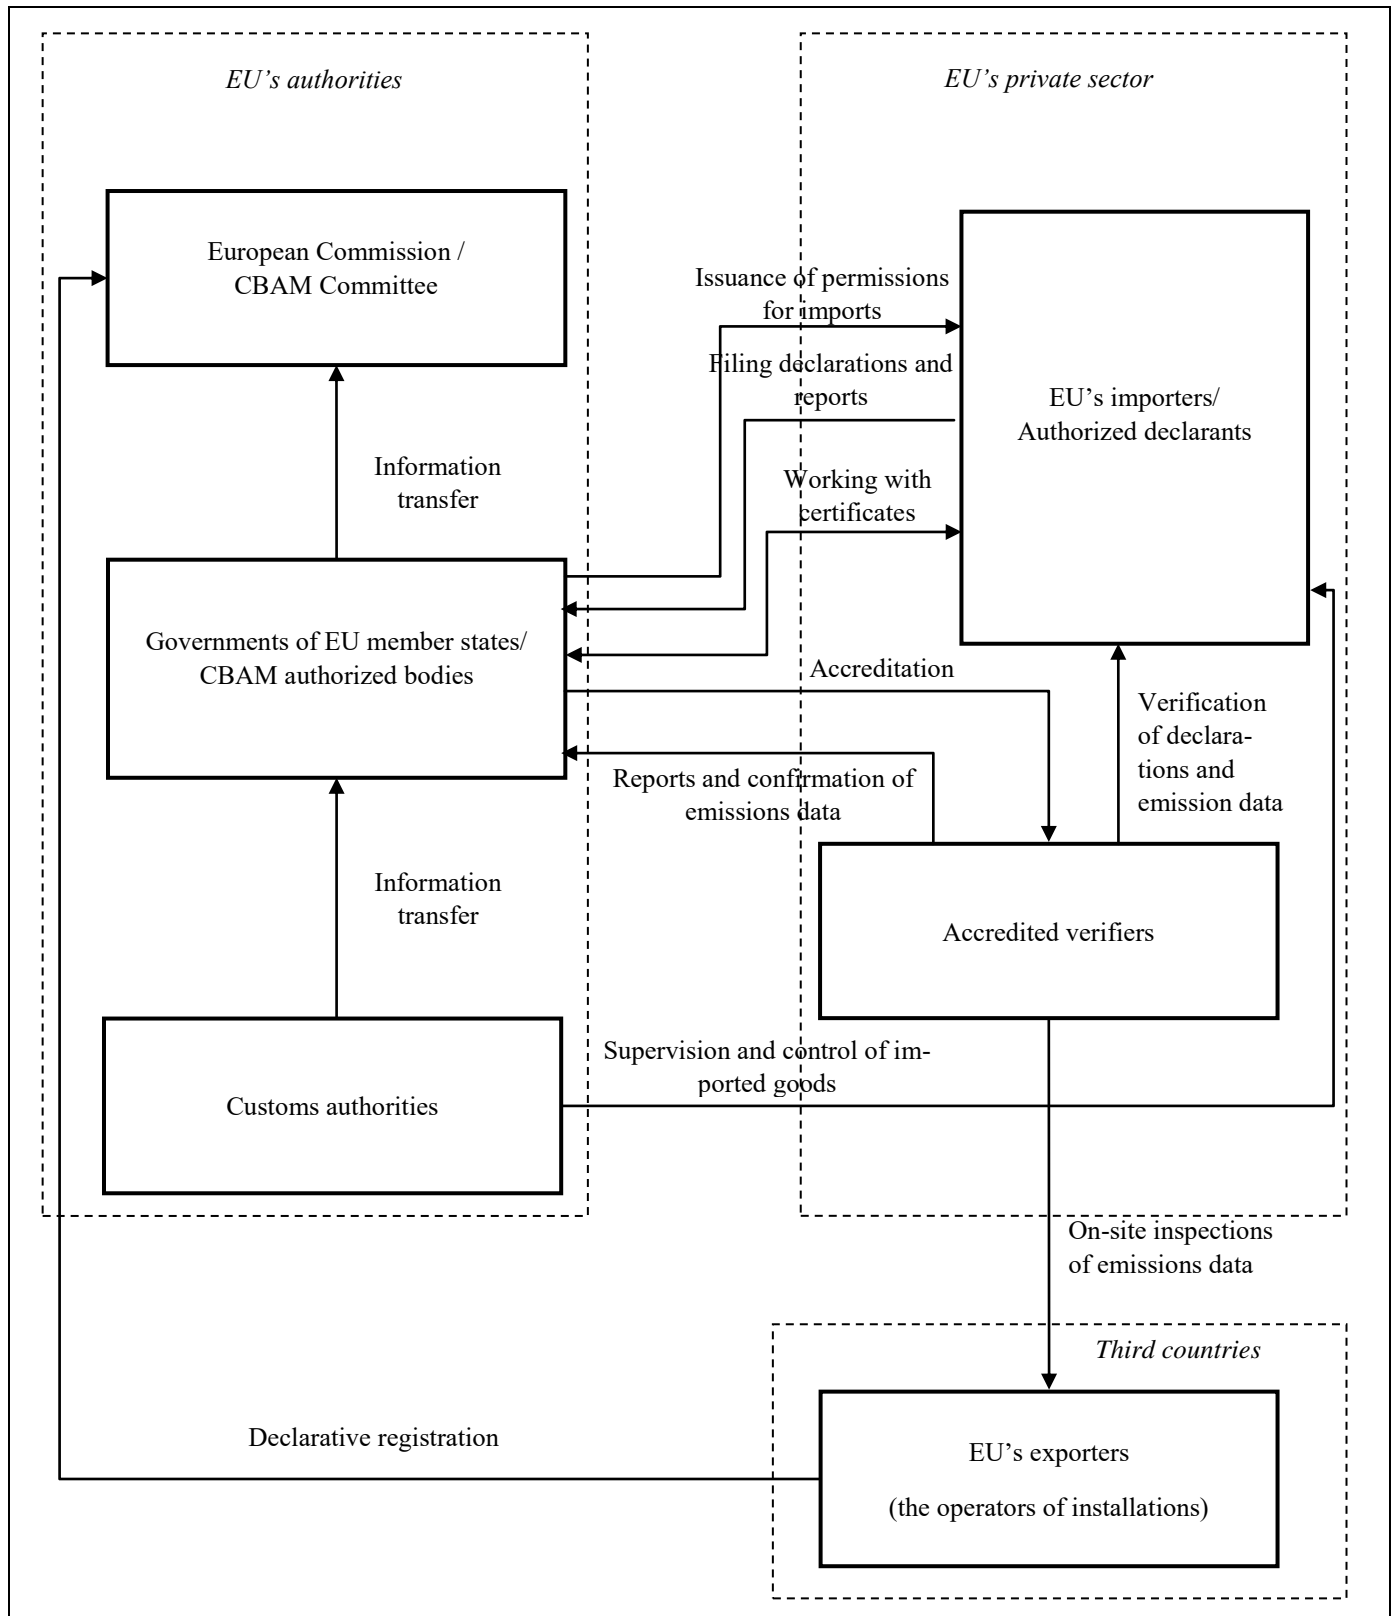 EU’s authorities
EU’s private sector
European Commission /
CBAM Committee
Issuance of permissions
for imports
Filing declarations and
reports
EU’s importers/
Authorized declarants
Information
transfer
Working with
certificates
Governments of EU member states/
CBAM authorized bodies
Accreditation
Verification
of declara-
tions and
emission data
Reports and confirmation of
emissions data
Information
transfer
Accredited verifiers
Supervision and control of im-
ported goods
Customs authorities
On-site inspections
of emissions data
Third countries
Declarative registration
EU’s exporters
(the operators of installations)